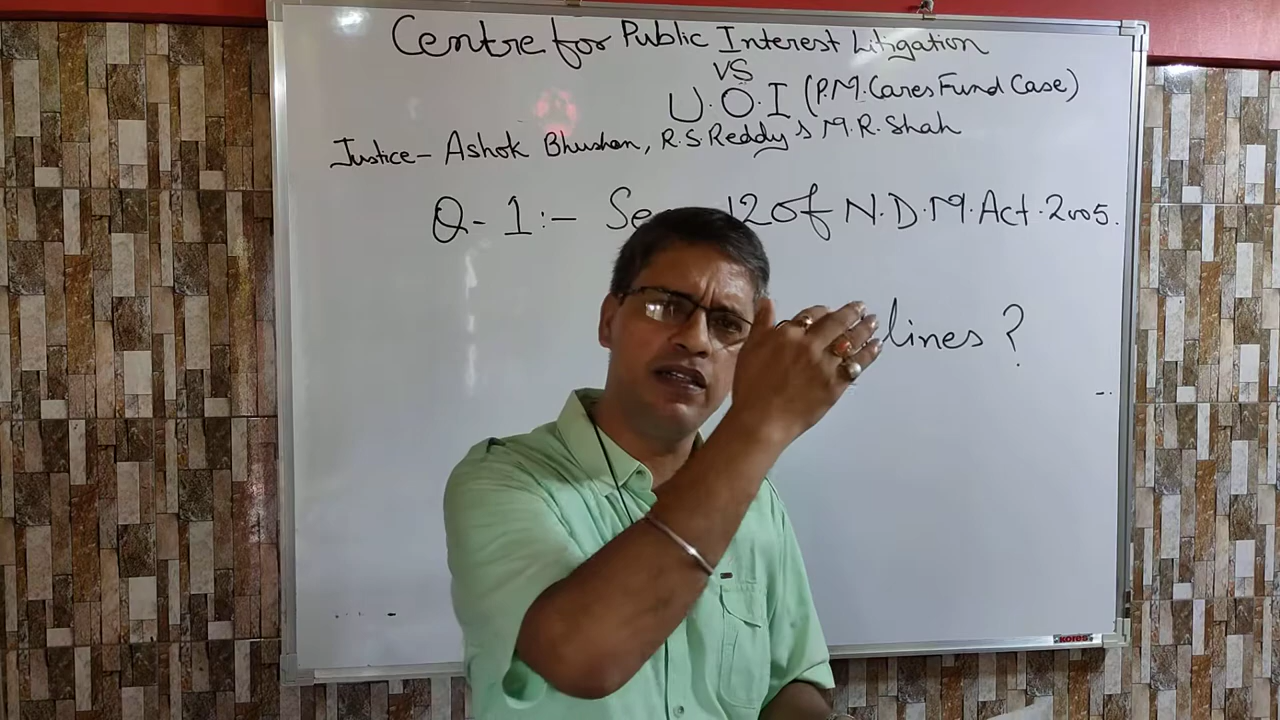 Centre for Public Interest Litigation
VS
U.O.I (P.M. Cares Fund Case)
Justice- Ashok Bhushan, R.S. Reddy & M.R. Shah
Q-1:- 12 of N.D.M. Act. 2005.
lines ?
KORES